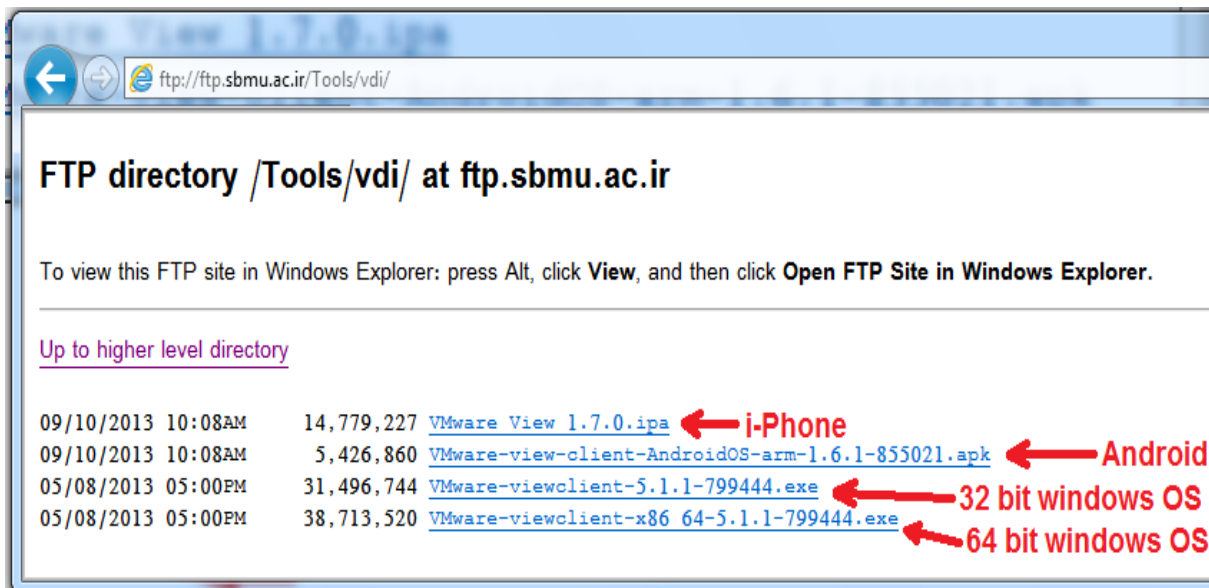 ftp://ftp.sbmu.ac.ir/Tools/vdi/
FTP directory /Tools/vdi/ at ftp.sbmu.ac.ir
To view this FTP site in Windows Explorer: press Alt, click View, and then click Open FTP Site in Windows Explorer.
Up to higher level directory
09/10/2013 10:08AM 14,779,227 VMware View 1.7.0.ipa i-Phone
09/10/2013 10:08AM 5,426,860 VMware-view-client-AndroidOS-arm-1.6.1-855021.apk Android
05/08/2013 05:00PM 31,496,744 VMware-viewclient-5.1.1-799444.exe 32 bit windows OS
05/08/2013 05:00PM 38,713,520 VMware-viewclient-x86 64-5.1.1-799444.exe 64 bit windows OS